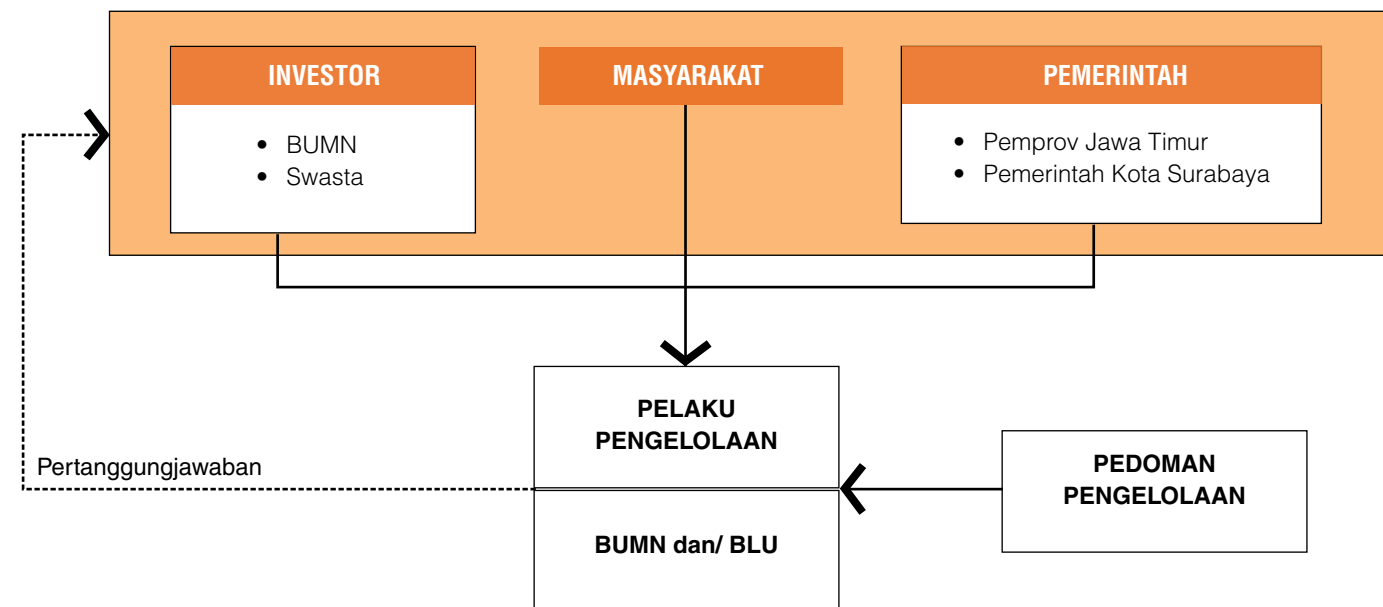 INVESTOR
• BUMN
• Swasta
MASYARAKAT
PEMERINTAH
• Pemprov Jawa Timur
• Pemerintah Kota Surabaya
PELAKU
PENGELOLAAN
BUMN dan/ BLU
PEDOMAN
PENGELOLAAN
Pertanggungjawaban